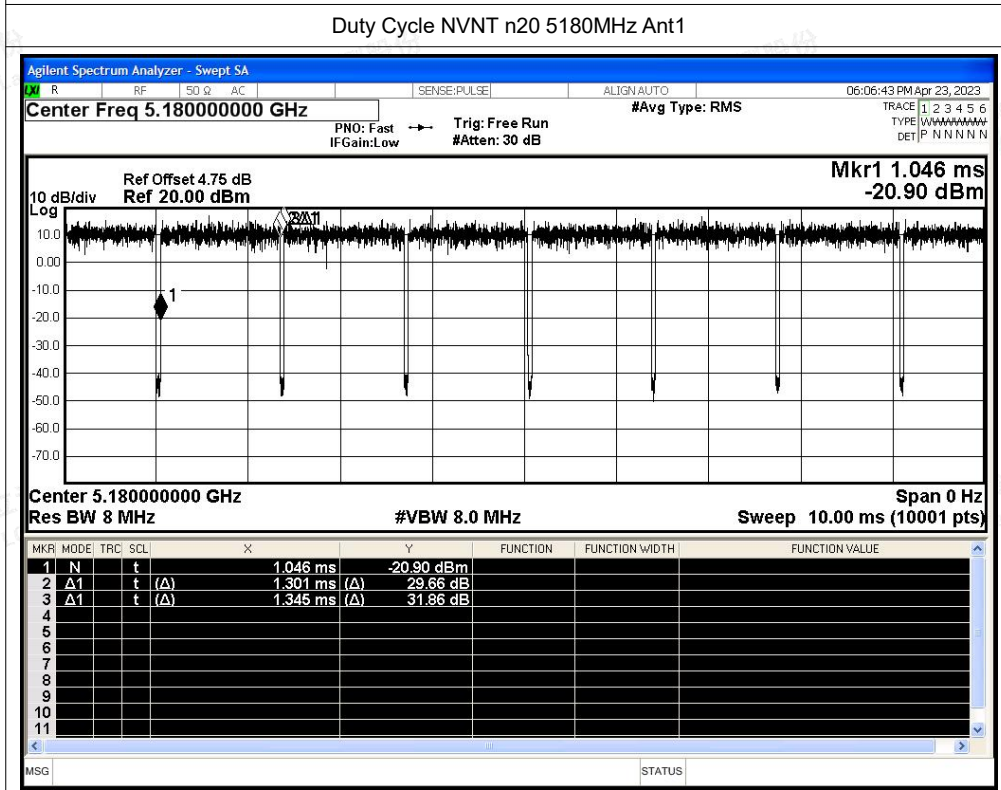 Duty Cycle NVNT n20 5180MHz Ant1
Agilent Spectrum Analyzer - Swept SA
LXI R RF 50 Ω AC SENSE:PULSE ALIGN AUTO 06:06:43 PM Apr 23, 2023
Center Freq 5.180000000 GHz #Avg Type: RMS TRACE 1 2 3 4 5 6
PNO: Fast Trig: Free Run TYPE
IFGain:Low #Atten: 30 dB DET P N N N N N
Mkr1 1.046 ms
-20.90 dBm
Ref Offset 4.75 dB
10 dB/div Ref 20.00 dBm
Log
10.0
0.00
-10.0
-20.0
-30.0
-40.0
-50.0
-60.0
-70.0
1
Center 5.180000000 GHz Span 0 Hz
Res BW 8 MHz #VBW 8.0 MHz Sweep 10.00 ms (10001 pts)
MKR MODE TRC SCL X Y FUNCTION FUNCTION WIDTH FUNCTION VALUE
1 N t 1.046 ms -20.90 dBm
2 Δ1 t (Δ) 1.301 ms (Δ) 29.66 dB
3 Δ1 t (Δ) 1.345 ms (Δ) 31.86 dB
4
5
6
7
8
9
10
11
MSG STATUS